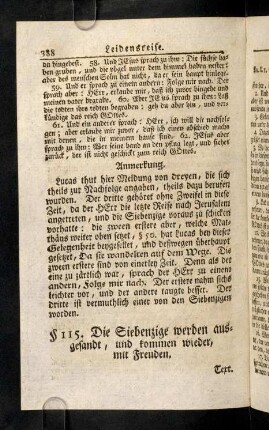 388 Leidensreise.
du hingehest. 58. Und JEsus sprach zu ihm: Die füchse ha-
ben gruben, und die vögel unter dem himmel haben nester;
aber des menschen Sohn hat nicht, da er sein haupt hinlege.
59. Und er sprach zu einem andern: Folge mir nach. Der
sprach aber: HErr, erlaube mir, daß ich zuvor hingehe und
meinen vater begrabe. 60. Aber JEsus sprach zu ihm: Laß
die todten ihre todten begraben; geh du aber hin, und ver-
kündige das reich GOttes.
61. Und ein anderer sprach: HErr, ich will dir nachfol-
gen; aber erlaube mir zuvor, daß ich einen abschied mache
mit denen, die in meinem hause sind. 62. JEsus aber
sprach zu ihm: Wer seine hand an den pflug legt, und siehet
zurück, der ist nicht geschickt zum reich GOttes.
Anmerkung.
Lucas thut hier Meldung von dreyen, die sich
theils zur Nachfolge angaben, theils dazu berufen
wurden. Der dritte gehöret ohne Zweifel in diese
Zeit, da der HErr die letzte Reise nach Jerusalem
angetretten, und die Siebenzige voraus zu schicken
vorhatte: die zween erstere aber, welche Mat-
thäus weiter oben setzet, § 50. hat Lucas bey dieser
Gelegenheit beygefüget, und deßwegen überhaupt
gesetzet, Da sie wandelten auf dem Wege. Die
zween erstere sind von einerley Zeit. Denn als der
eine zu zärtlich war, sprach der HErr zu einem
andern, Folge mir nach. Der erstere nahm sichs
leichter vor, und der andere taugte besser. Der
dritte ist vermuthlich einer von den Siebenzigen
worden.
§ 115. Die Siebenzige werden aus-
gesandt, und kommen wieder,
mit Freuden.
Text.